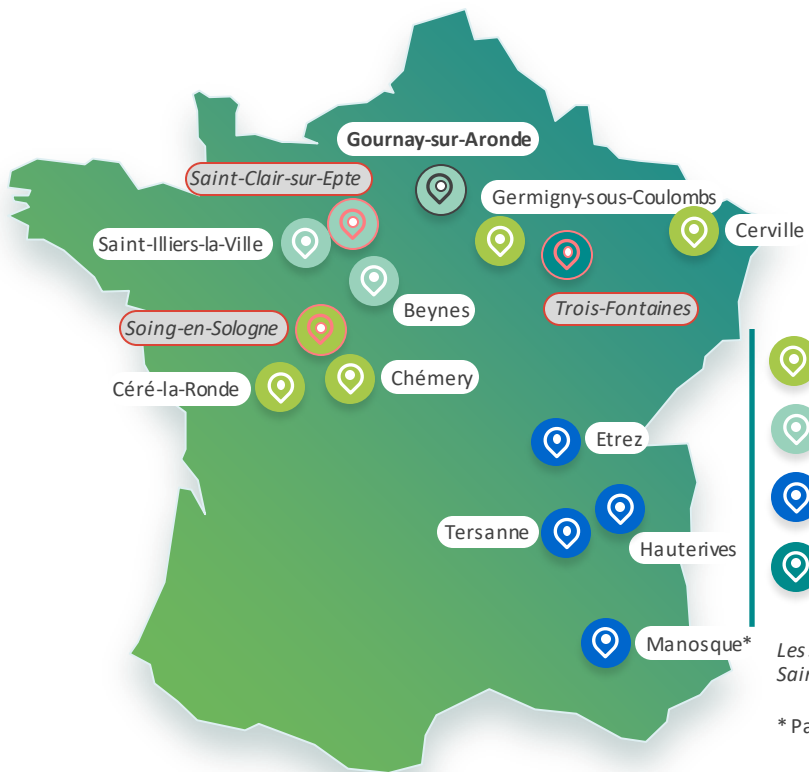 Gournay-sur-Aronde
Saint-Clair-sur-Epte
Germigny-sous-Coulombs
Saint-Illiers-la-Ville
Cerville
Beynes
Trois-Fontaines
Soing-en-Sologne
Céré-la-Ronde
Chémery
Etrez
Tersanne
Hauterives
Manosque*
Les
Sain
* Pa